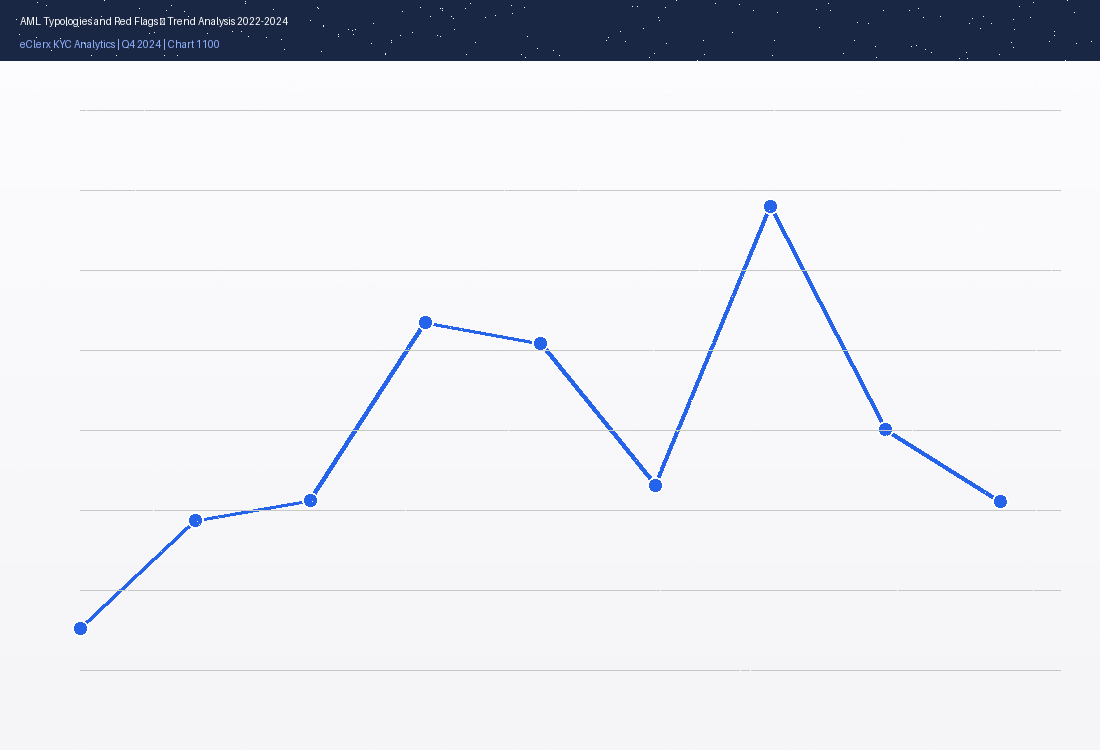 AML Typologies and Red Flags▯ Trend Analysis 2022-2024
eClerx KYC Analytics | Q4 2024 | Chart 1100